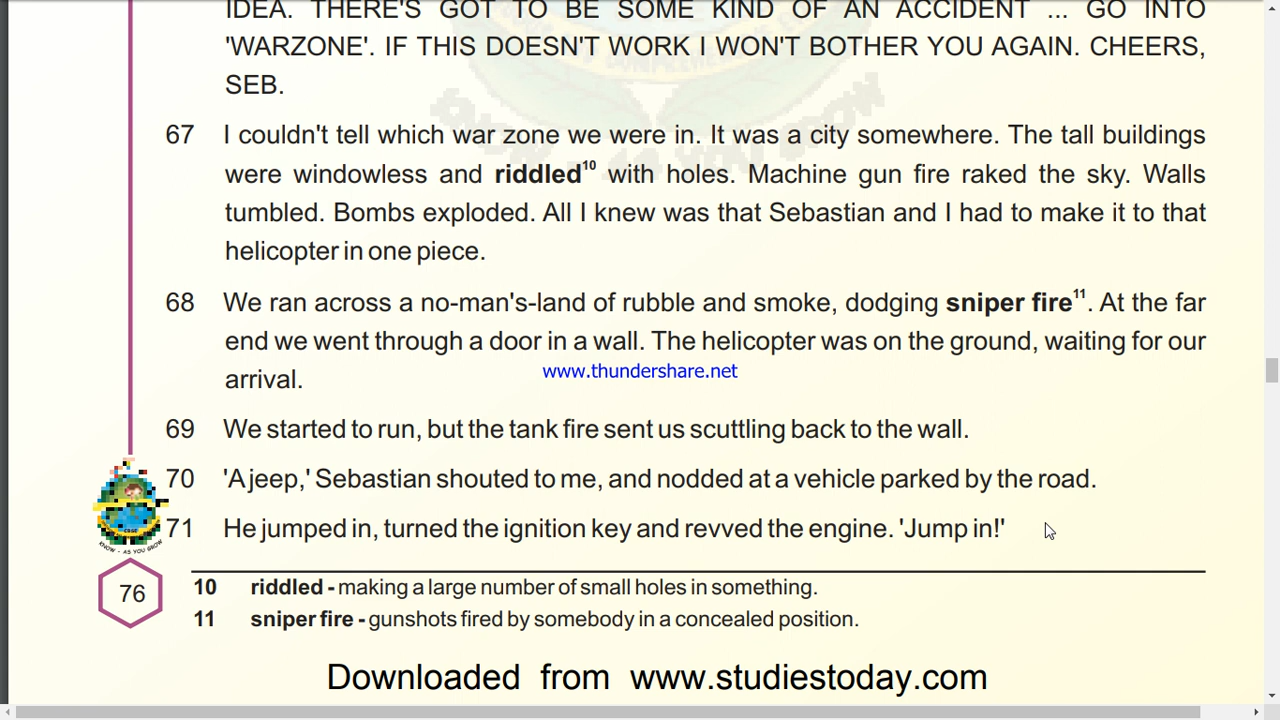 IDEA. THERE'S GOT TO BE SOME KIND OF AN ACCIDENT ... GO INTO
'WARZONE'. IF THIS DOESN'T WORK I WON'T BOTHER YOU AGAIN. CHEERS,
SEB.
67 I couldn't tell which war zone we were in. It was a city somewhere. The tall buildings
were windowless and riddled10 with holes. Machine gun fire raked the sky. Walls
tumbled. Bombs exploded. All I knew was that Sebastian and I had to make it to that
helicopter in one piece.
68 We ran across a no-man's-land of rubble and smoke, dodging sniper fire11. At the far
end we went through a door in a wall. The helicopter was on the ground, waiting for our
arrival.
www.thundershare.net
69 We started to run, but the tank fire sent us scuttling back to the wall.
70 'A jeep,' Sebastian shouted to me, and nodded at a vehicle parked by the road.
71 He jumped in, turned the ignition key and revved the engine. 'Jump in!'
KNOW - AS YOU GROW
76
10 riddled - making a large number of small holes in something.
11 sniper fire - gunshots fired by somebody in a concealed position.
Downloaded from www.studiestoday.com